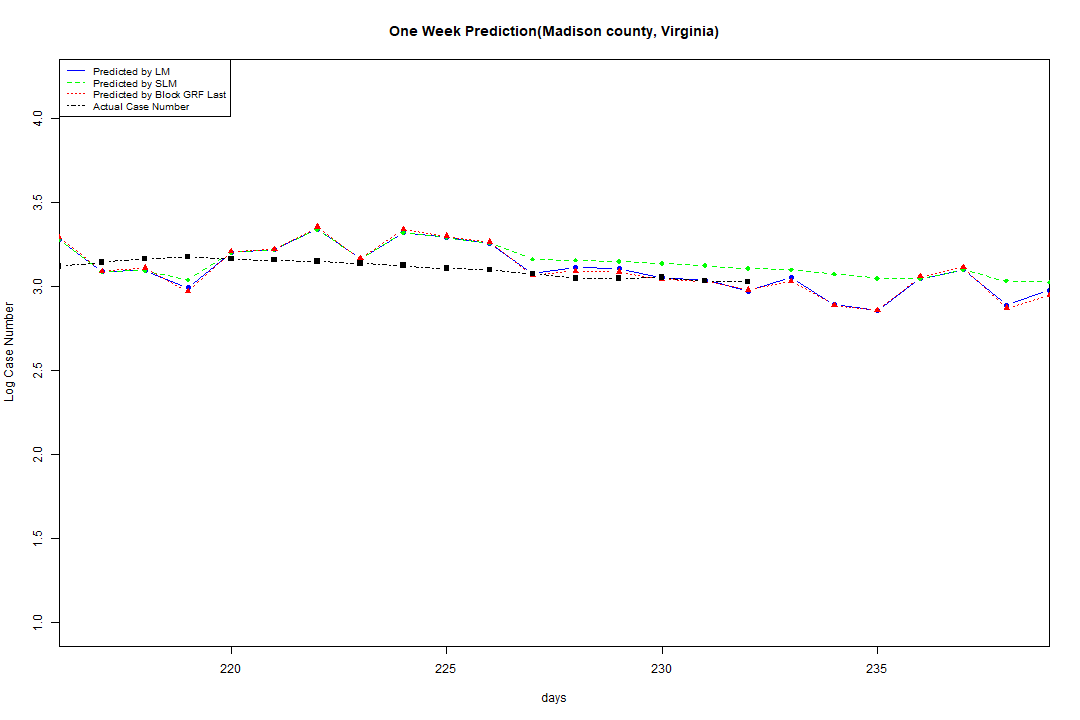 One Week Prediction(Madison county, Virginia)
Predicted by LM
Predicted by SLM
Predicted by Block GRF Last
Actual Case Number
4.0
3.5
3.0
2.5
2.0
1.5
1.0
Log Case Number
220 225 230 235
days